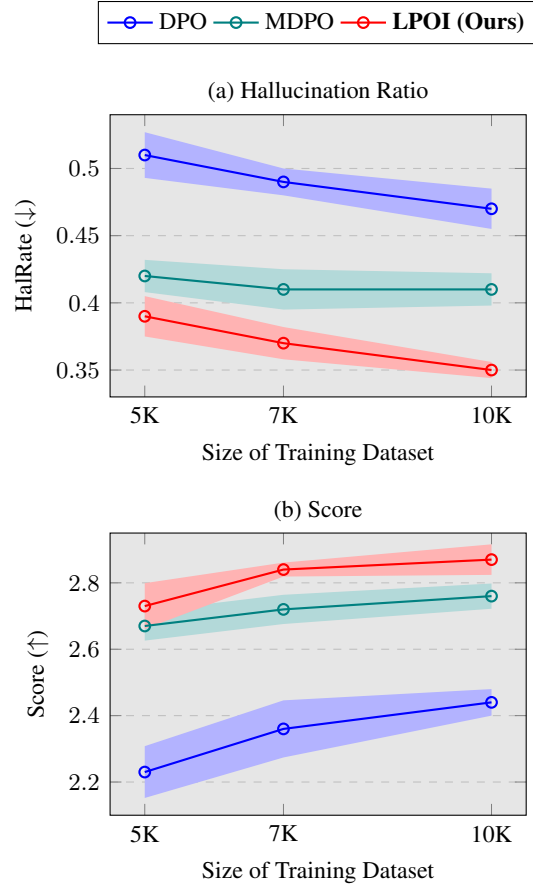 DPO MDPO LPOI (Ours)
(a) Hallucination Ratio
HalRate (↓)
0.5
0.45
0.4
0.35
5K 7K 10K
Size of Training Dataset
(b) Score
Score (↑)
2.8
2.6
2.4
2.2
5K 7K 10K
Size of Training Dataset